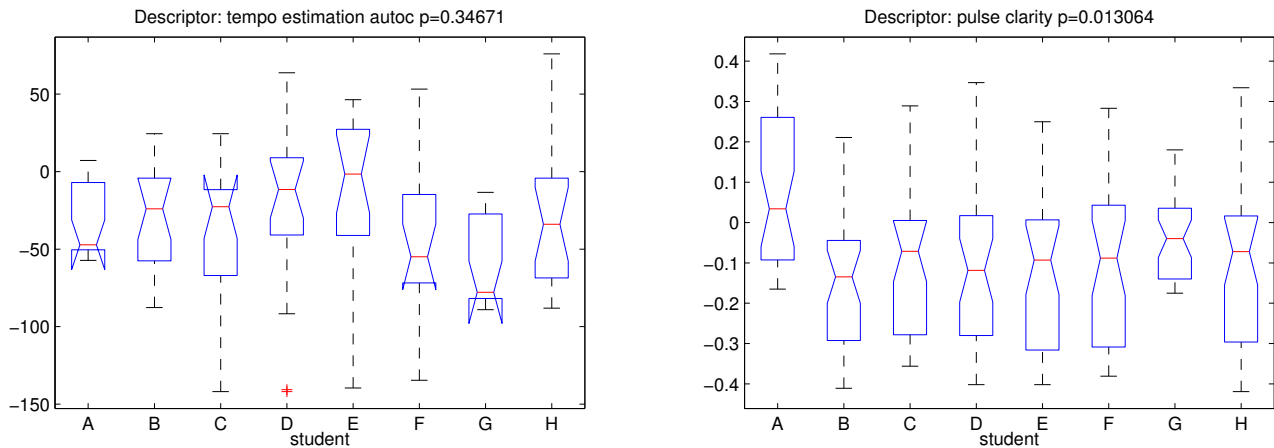 Descriptor: tempo estimation autoc p=0.34671
50
0
−50
−100
−150
A B C D E F G H
student
Descriptor: pulse clarity p=0.013064
0.4
0.3
0.2
0.1
0
−0.1
−0.2
−0.3
−0.4
A B C D E F G H
student